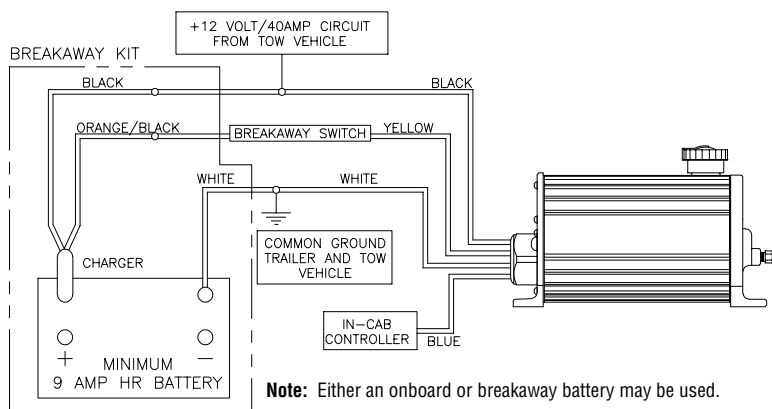 +12 VOLT/40AMP CIRCUIT
FROM TOW VEHICLE
BREAKAWAY KIT
BLACK
BLACK
ORANGE/BLACK
BREAKAWAY SWITCH
YELLOW
WHITE
WHITE
COMMON GROUND
TRAILER AND TOW
VEHICLE
CHARGER
IN-CAB
CONTROLLER
BLUE
+
–
MINIMUM
9 AMP HR BATTERY
Note: Either an onboard or breakaway battery may be used.